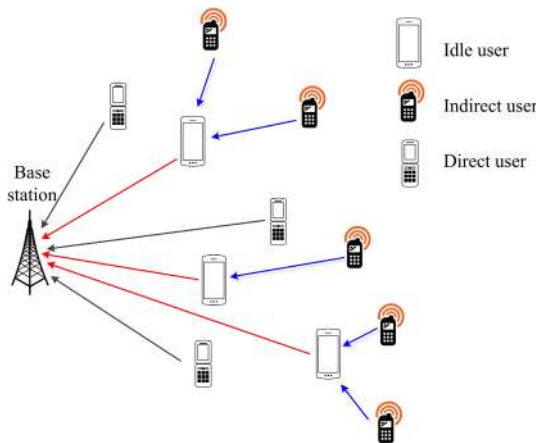 Idle user
Indirect user
Direct user
Base
station